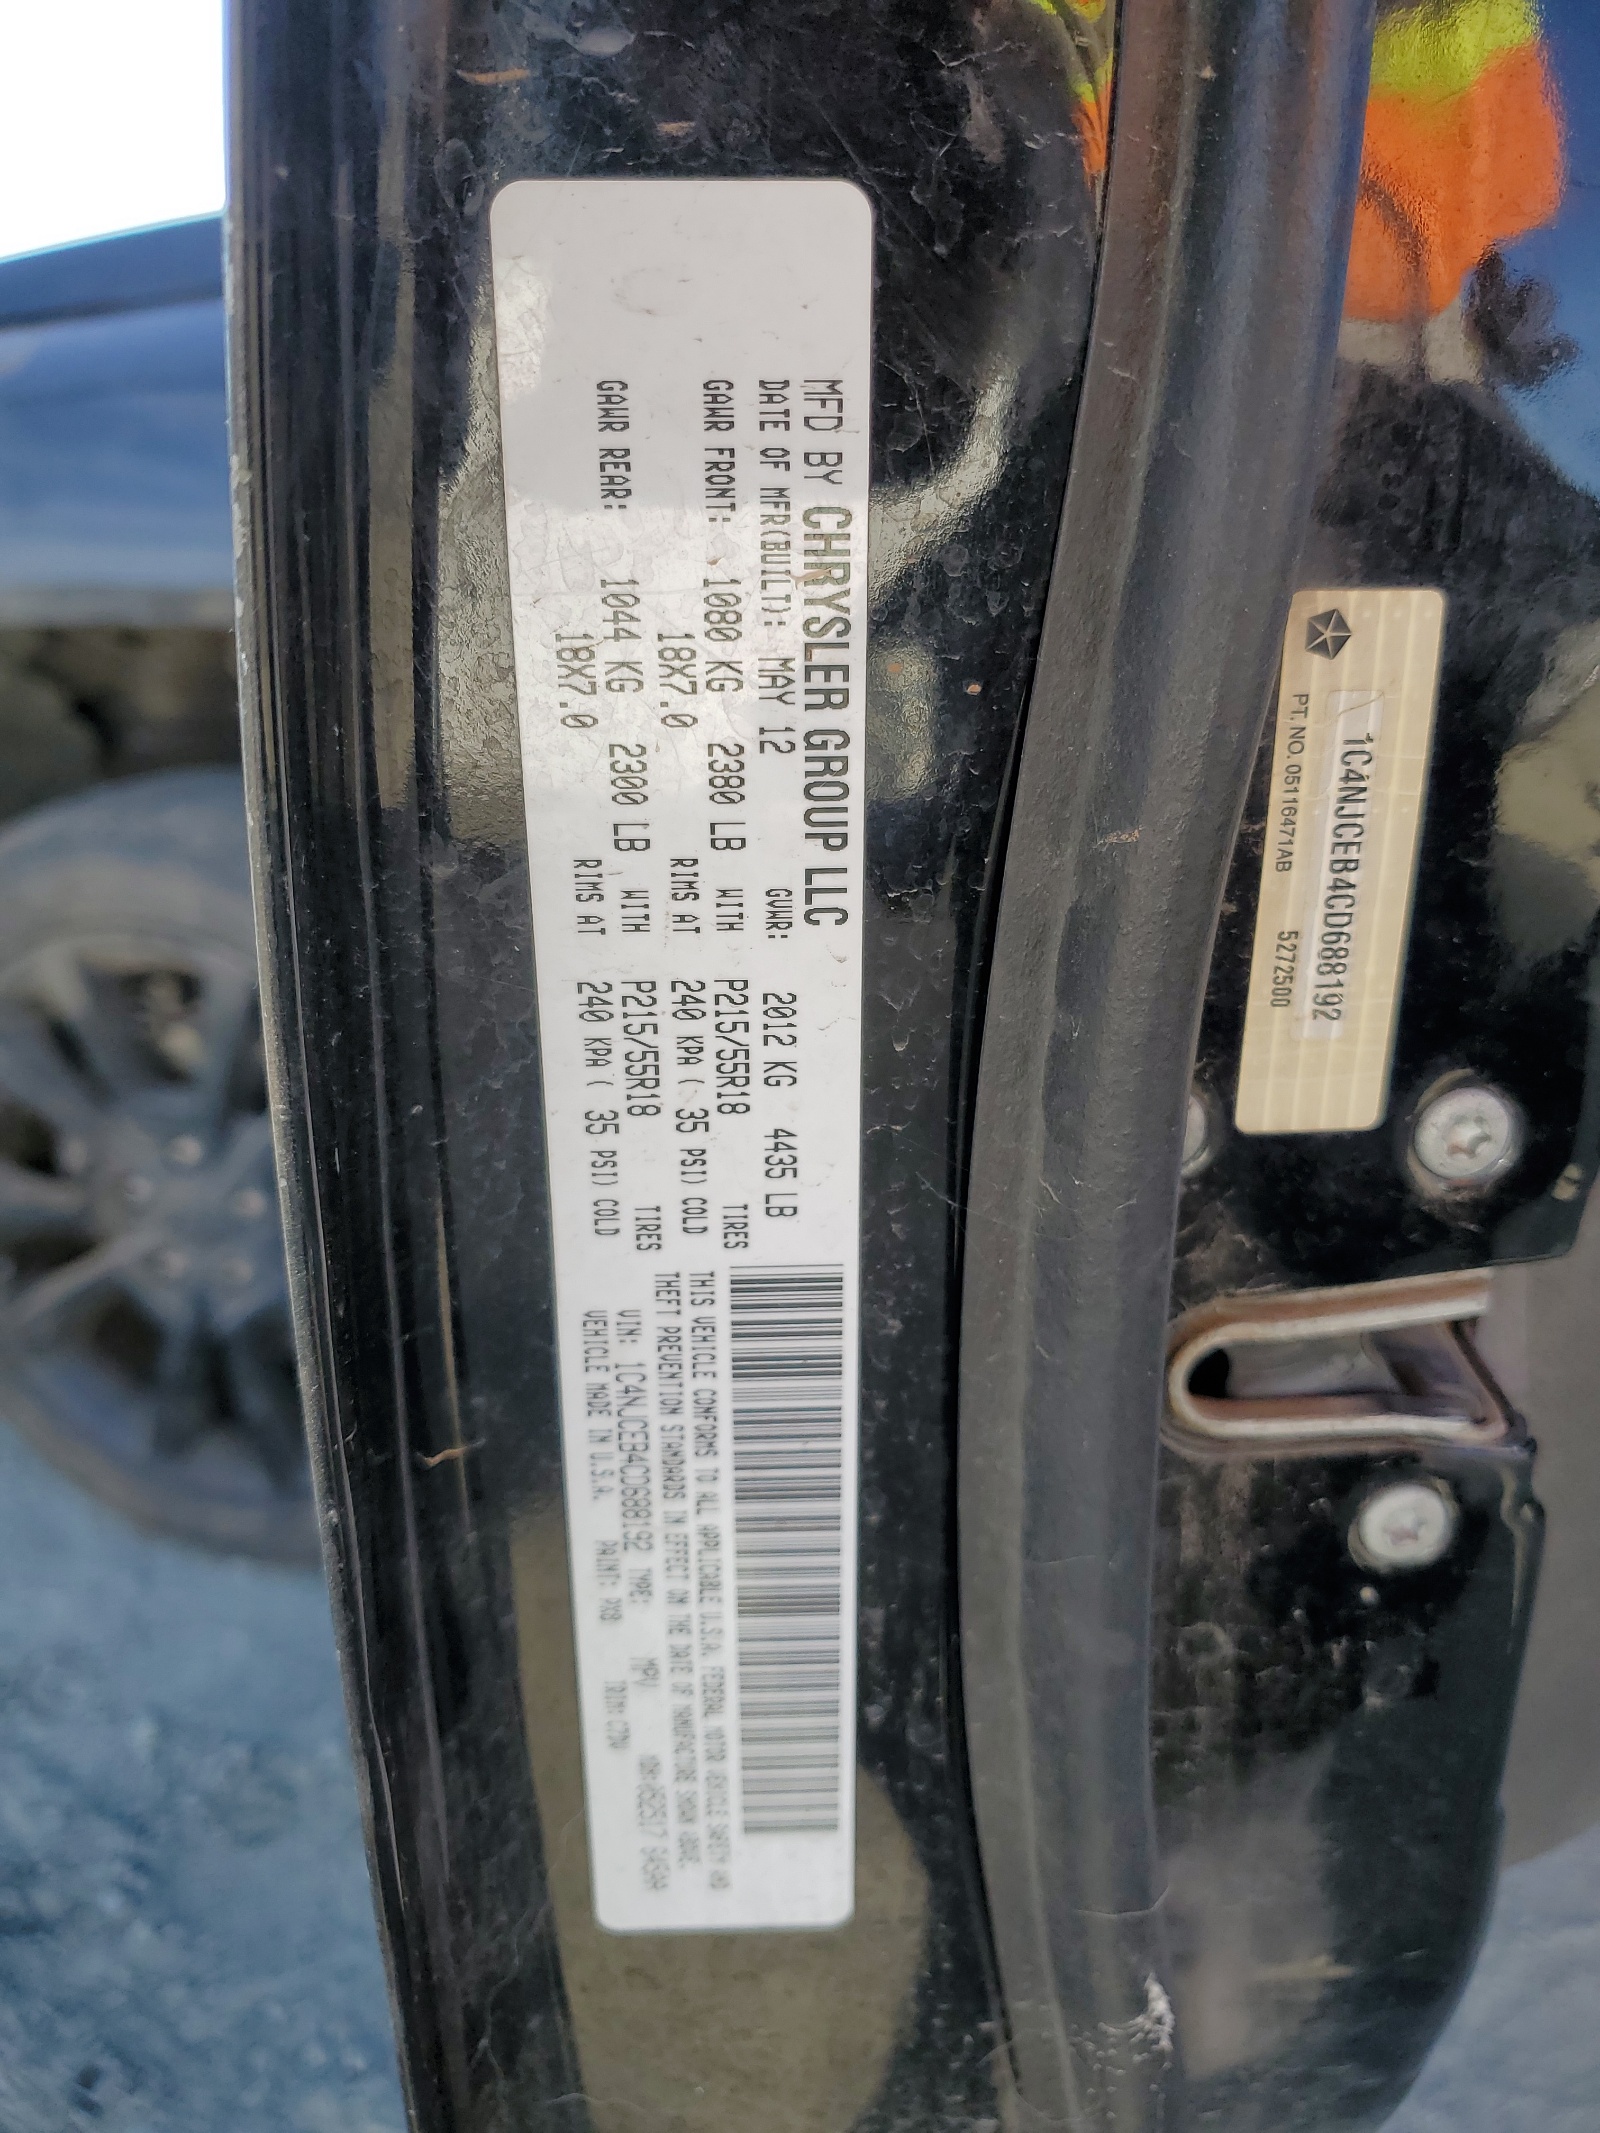 MFD BY CHRYSLER GROUP LLC
DATE OF MFR(BUILT): MAY 12 GVWR: 2012 KG 4435 LB
GAWR FRONT: 1080 KG 2380 LB WITH P215/55R18 TIRES
18X7.0 RIMS AT 240 KPA ( 35 PSI) COLD
GAWR REAR: 1044 KG 2300 LB WITH P215/55R18 TIRES
18X7.0 RIMS AT 240 KPA ( 35 PSI) COLD
THIS VEHICLE CONFORMS TO ALL APPLICABLE U.S.A. FEDERAL MOTOR VEHICLE SAFETY AND
THEFT PREVENTION STANDARDS IN EFFECT ON THE DATE OF MANUFACTURE SHOWN ABOVE.
VIN: 1C4NJCEB4CD688192 TYPE: MPV
VEHICLE MADE IN U.S.A. PAINT: PX8 TRIM:
1C4NJCEB4CD688192
PT. NO. 05116471AB 5272500